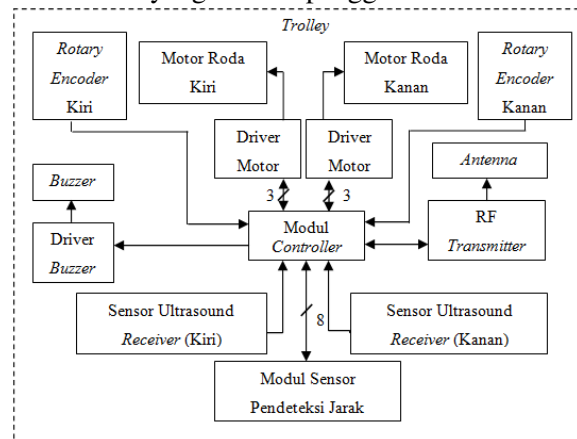 Trolley
Rotary
Encoder
Kiri
Motor Roda
Kiri
Motor Roda
Kanan
Rotary
Encoder
Kanan
Driver
Motor
Driver
Motor
Antenna
Buzzer
3
3
Driver
Buzzer
Modul
Controller
RF
Transmitter
Sensor Ultrasound
Receiver (Kiri)
8
Sensor Ultrasound
Receiver (Kanan)
Modul Sensor
Pendeteksi Jarak